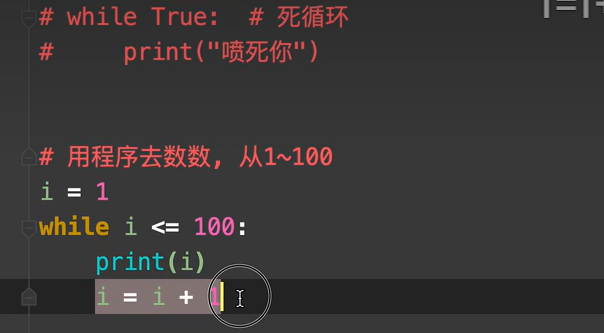 # while True:  # 死循环
#     print("喷死你")
# 用程序去数数, 从1~100
i = 1
while i <= 100:
    print(i)
    i = i + 1